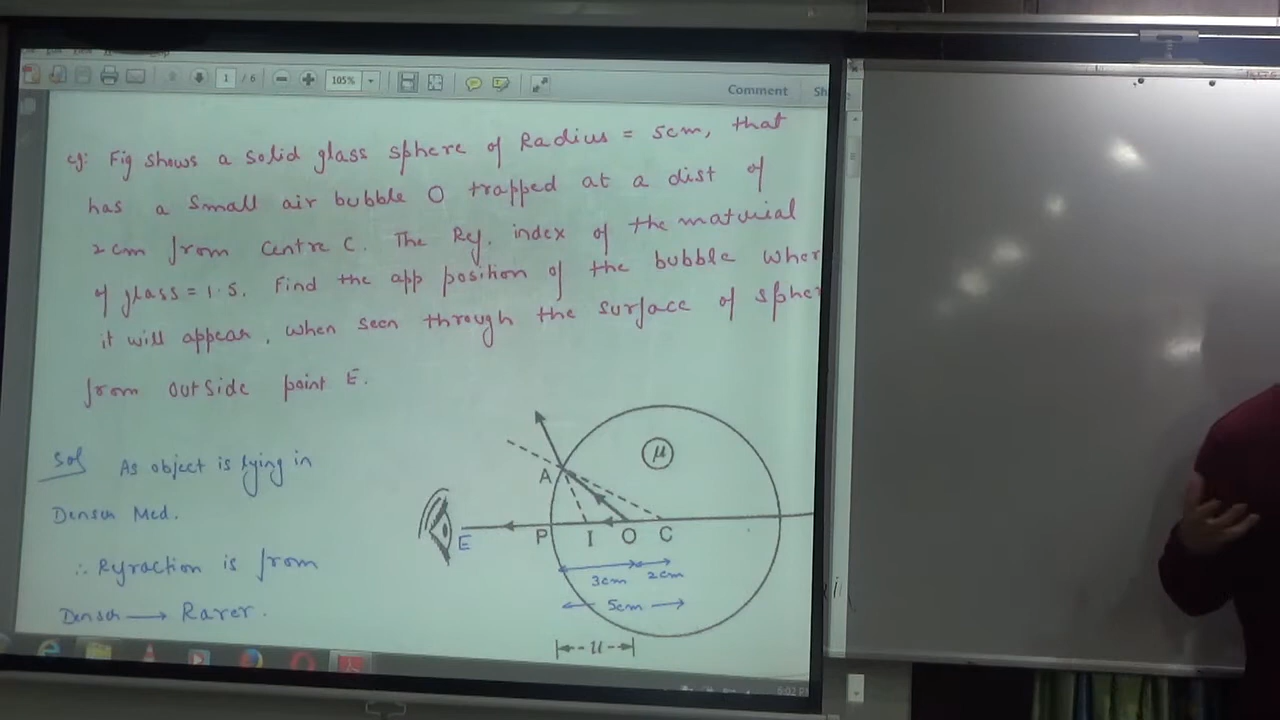 1 / 6
105%
Comment
eg: Fig shows a solid glass sphere of Radius = 5cm, that
has a small air bubble O trapped at a dist of
2cm from centre C. The Ref. index of the material
of glass = 1.5. Find the app position of the bubble wher
it will appear, when seen through the surface of spher
from outside point E.
Sol As object is lying in
Denser Med.
∴ Refraction is from
Denser → Rarer.
μ
A
E P I O C
3cm 2cm
5cm
u